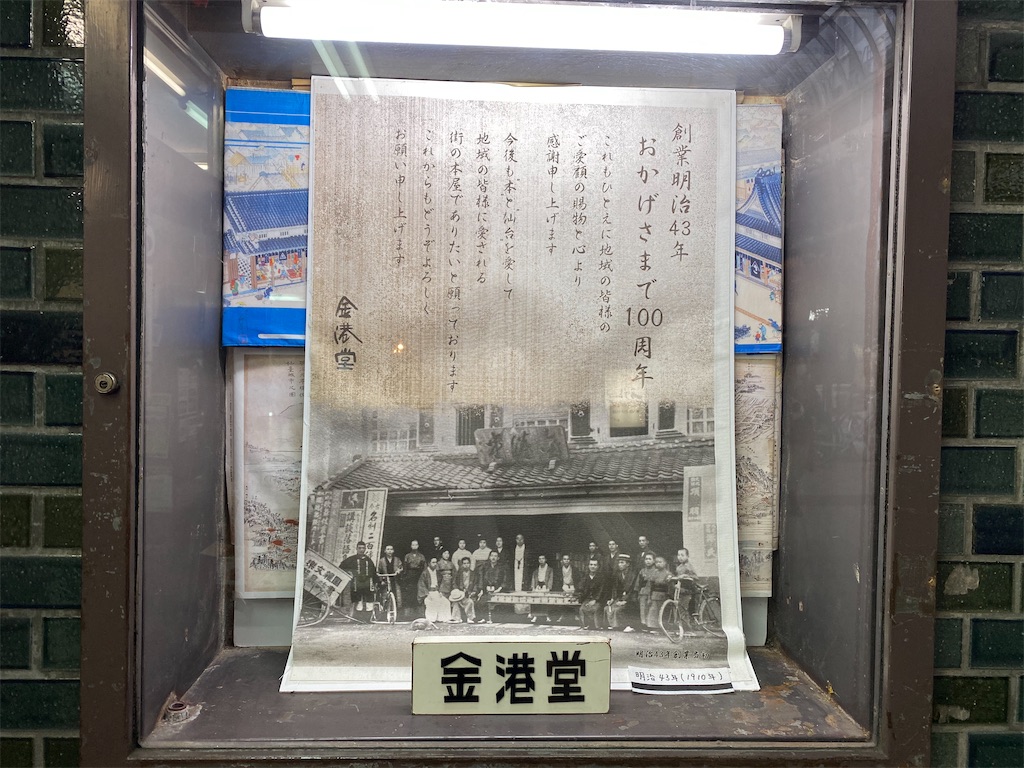 創業明治43年
おかげさまで100周年
これもひとえに地域の皆様の
ご愛顧の賜物と心より
感謝申し上げます
今後も本と仙台を愛して
地域の皆様に愛される
街の本屋でありたいと願っております
これからもどうぞよろしく
お願い申し上げます
金港堂
金港堂
明治43年(1910年)